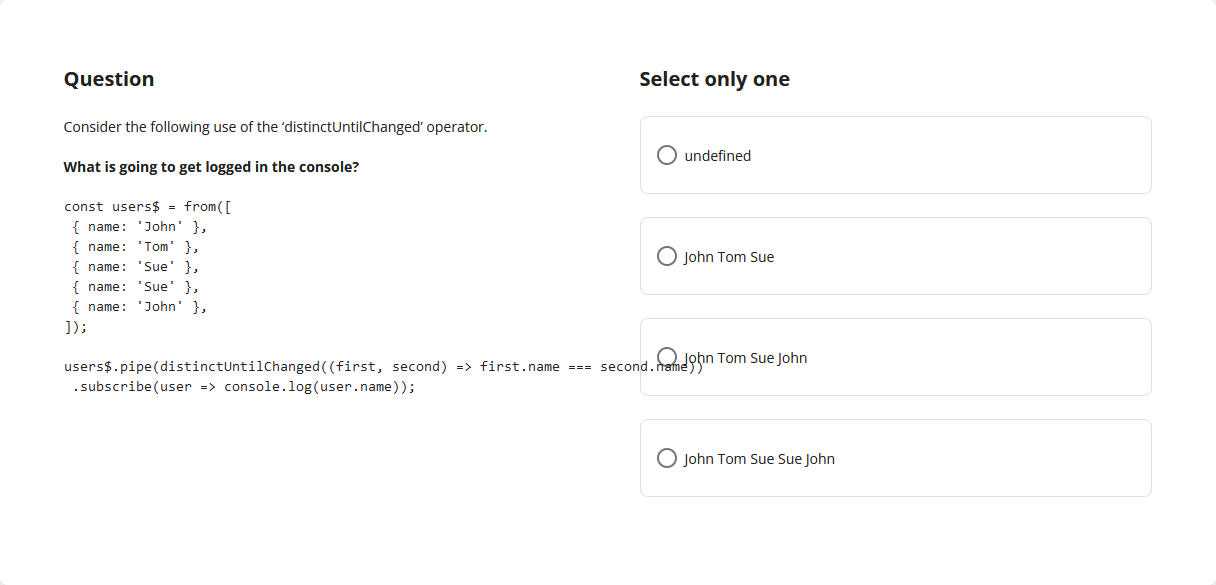 Question
Consider the following use of the ‘distinctUntilChanged’ operator.
What is going to get logged in the console?
const users$ = from([
{ name: 'John' },
{ name: 'Tom' },
{ name: 'Sue' },
{ name: 'Sue' },
{ name: 'John' },
]);
users$.pipe(distinctUntilChanged((first, second) => first.name === second.name))
.subscribe(user => console.log(user.name));
Select only one
undefined
John Tom Sue
John Tom Sue John
John Tom Sue Sue John